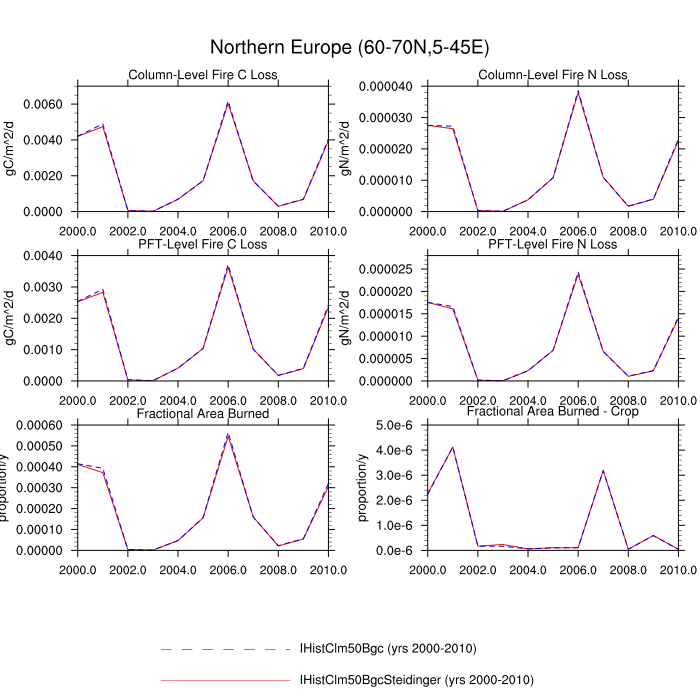 Northern Europe (60-70N,5-45E)
Column-Level Fire C Loss
gC/m^2/d
0.0060
0.0040
0.0020
0.0000
2000.0 2002.0 2004.0 2006.0 2008.0 2010.0
Column-Level Fire N Loss
gN/m^2/d
0.000040
0.000030
0.000020
0.000010
0.000000
2000.0 2002.0 2004.0 2006.0 2008.0 2010.0
PFT-Level Fire C Loss
gC/m^2/d
0.0040
0.0030
0.0020
0.0010
0.0000
2000.0 2002.0 2004.0 2006.0 2008.0 2010.0
PFT-Level Fire N Loss
gN/m^2/d
0.000025
0.000020
0.000015
0.000010
0.000005
0.000000
2000.0 2002.0 2004.0 2006.0 2008.0 2010.0
Fractional Area Burned
proportion/y
0.00060
0.00050
0.00040
0.00030
0.00020
0.00010
0.00000
2000.0 2002.0 2004.0 2006.0 2008.0 2010.0
Fractional Area Burned - Crop
proportion/y
5.0e-6
4.0e-6
3.0e-6
2.0e-6
1.0e-6
0.0e-6
2000.0 2002.0 2004.0 2006.0 2008.0 2010.0
IHistClm50Bgc (yrs 2000-2010)
IHistClm50BgcSteidinger (yrs 2000-2010)